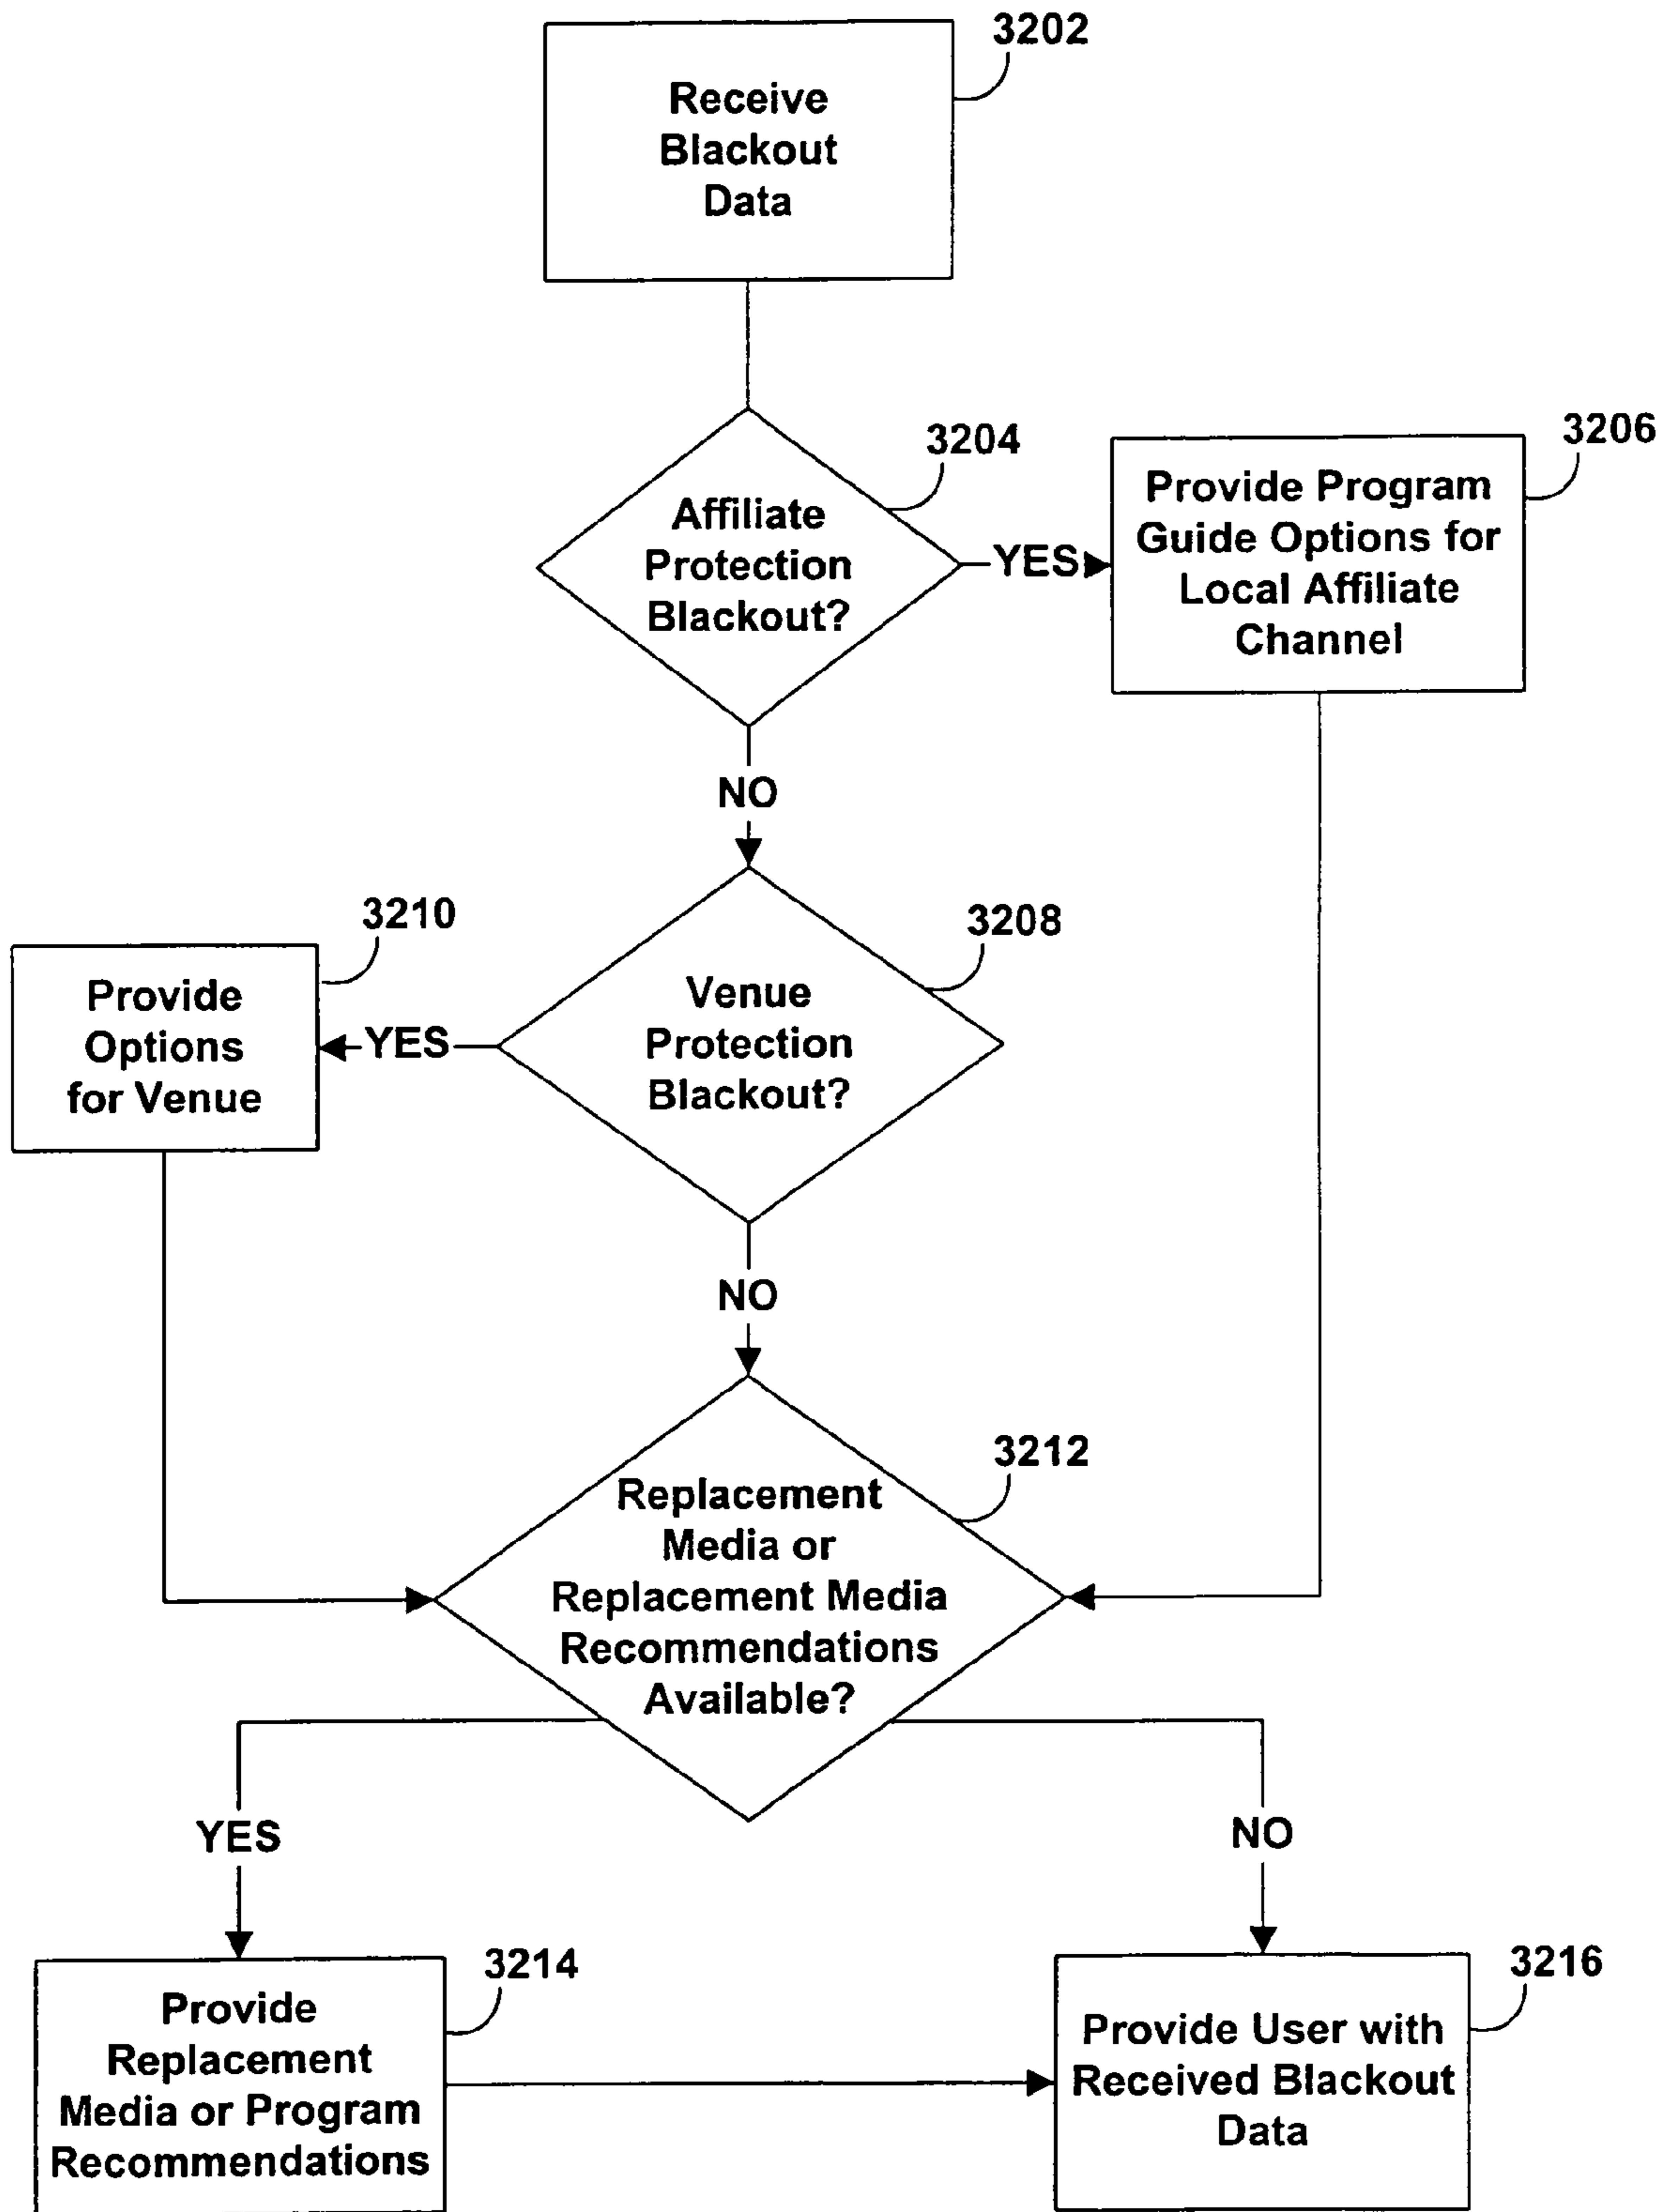 3202
Receive
Blackout
Data
3204
Affiliate
Protection
Blackout?
YES
3206
Provide Program
Guide Options for
Local Affiliate
Channel
NO
3208
Venue
Protection
Blackout?
YES
3210
Provide
Options
for Venue
NO
3212
Replacement
Media or
Replacement Media
Recommendations
Available?
YES
NO
3214
Provide
Replacement
Media or Program
Recommendations
3216
Provide User with
Received Blackout
Data